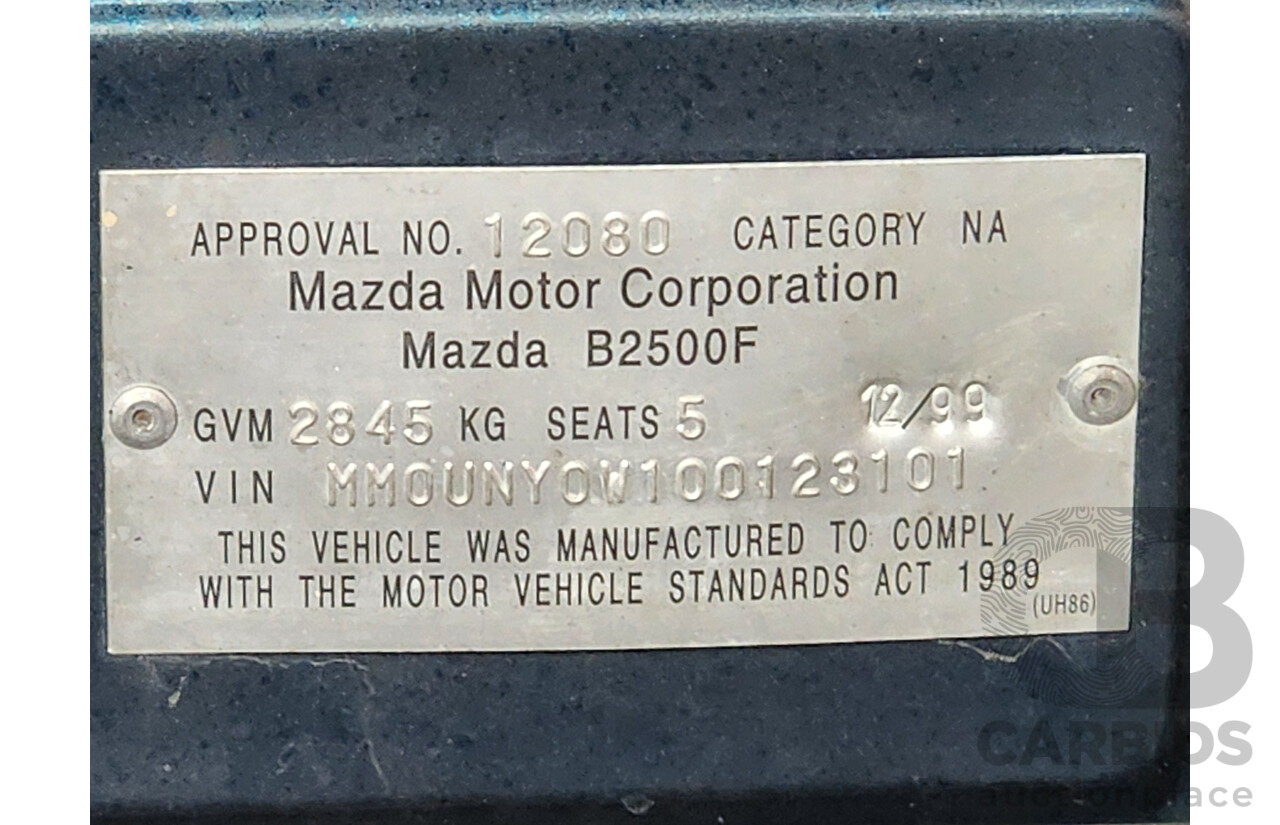 APPROVAL NO. 12080 CATEGORY NA
Mazda Motor Corporation
Mazda B2500F
GVM 2845 KG SEATS 5 12/99
VIN MM0UNY0W100123101
THIS VEHICLE WAS MANUFACTURED TO COMPLY
WITH THE MOTOR VEHICLE STANDARDS ACT 1989
(UH86)
CARBIDS
auctionplace